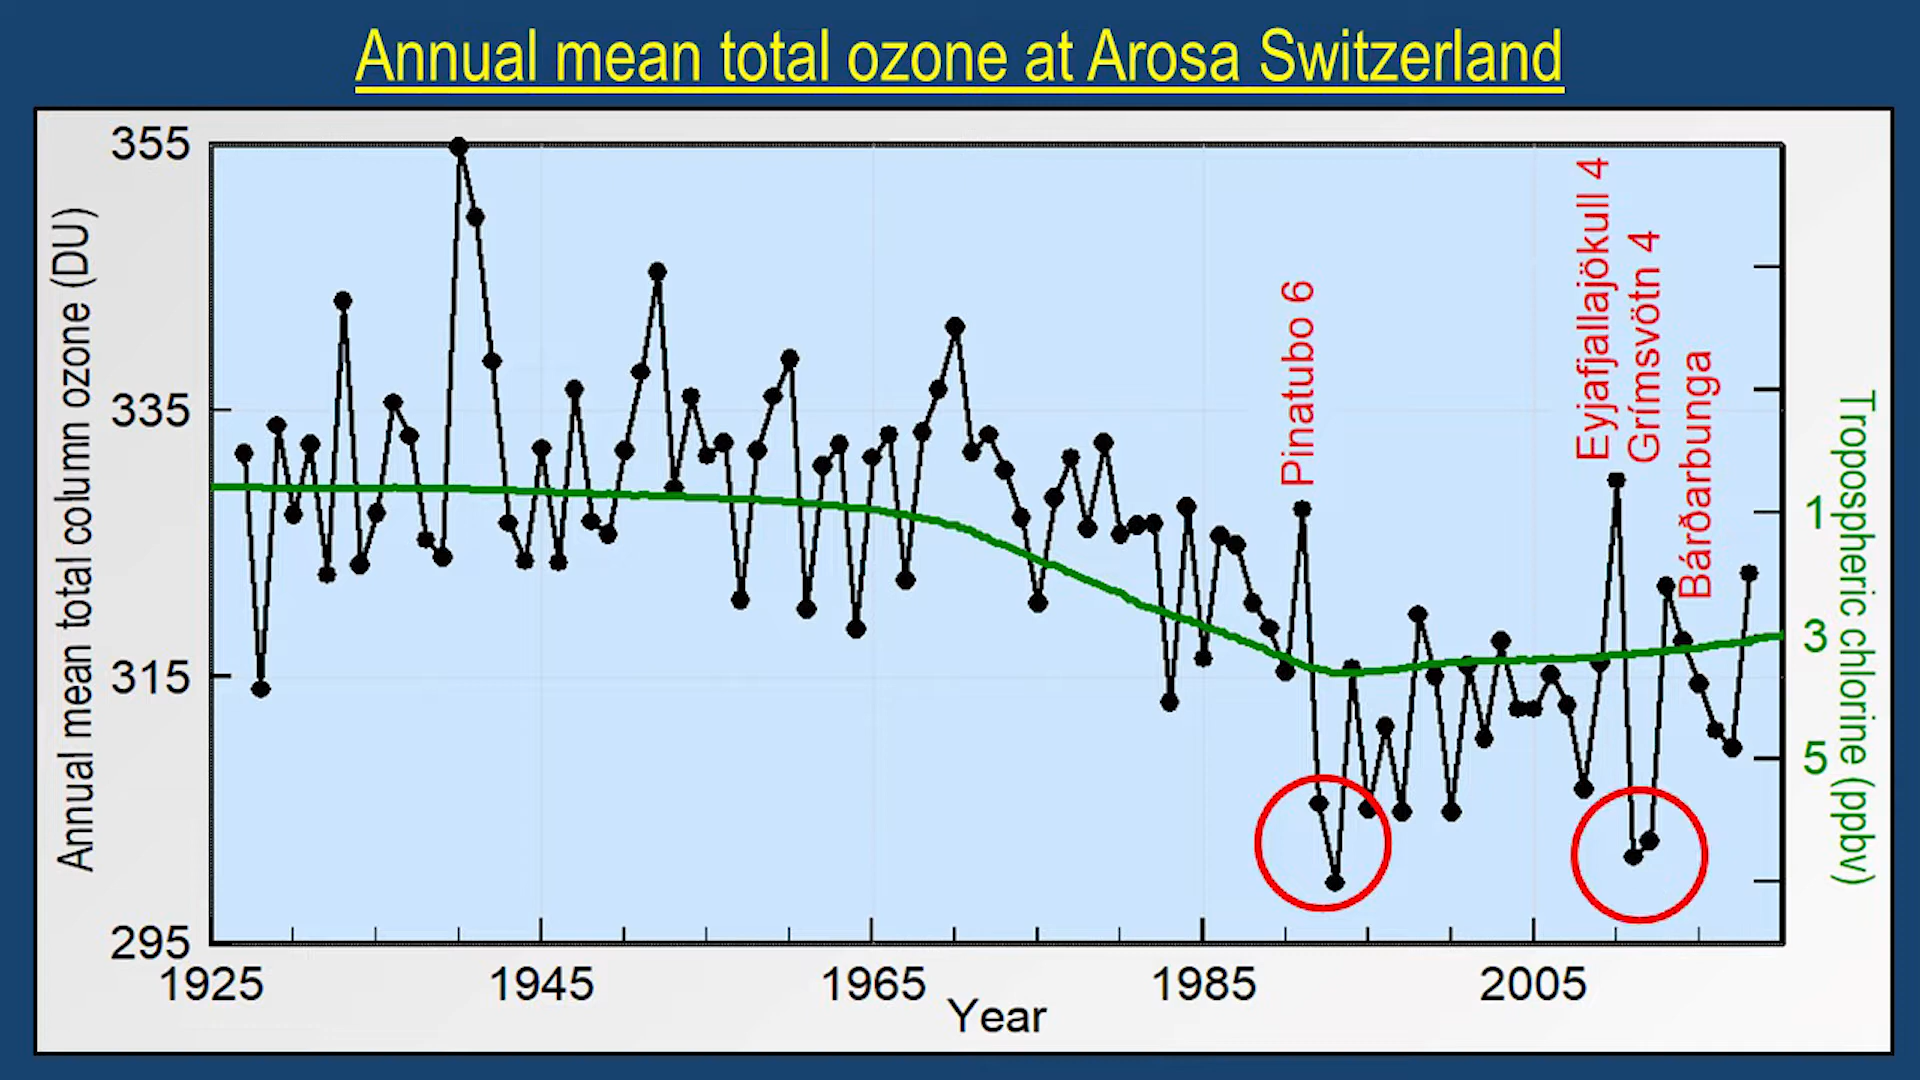 Annual mean total ozone at Arosa Switzerland
Annual mean total column ozone (DU)
355
335
315
295
1925
1945
1965
1985
2005
Year
Pinatubo 6
Eyjafjallajökull 4
Grímsvötn 4
Bárðarbunga
1
3
5
Tropospheric chlorine (ppbv)